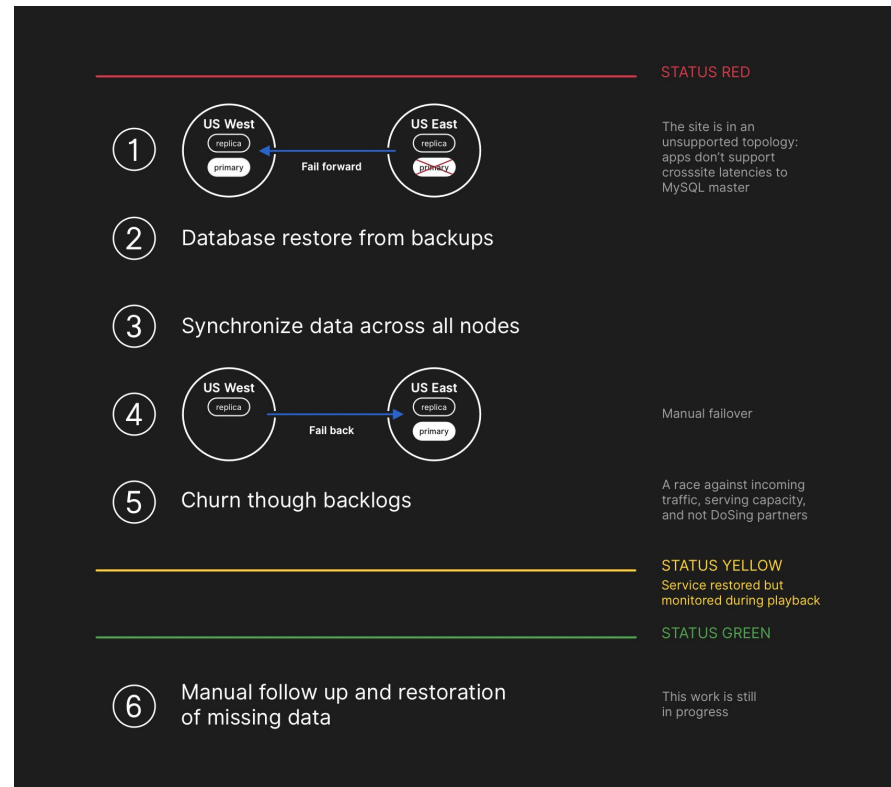 STATUS RED
1
US West
replica
primary
Fail forward
US East
replica
primary
The site is in an
unsupported topology:
apps don’t support
crosssite latencies to
MySQL master
2
Database restore from backups
3
Synchronize data across all nodes
4
US West
replica
Fail back
US East
replica
primary
Manual failover
5
Churn though backlogs
A race against incoming
traffic, serving capacity,
and not DoSing partners
STATUS YELLOW
Service restored but
monitored during playback
STATUS GREEN
6
Manual follow up and restoration
of missing data
This work is still
in progress